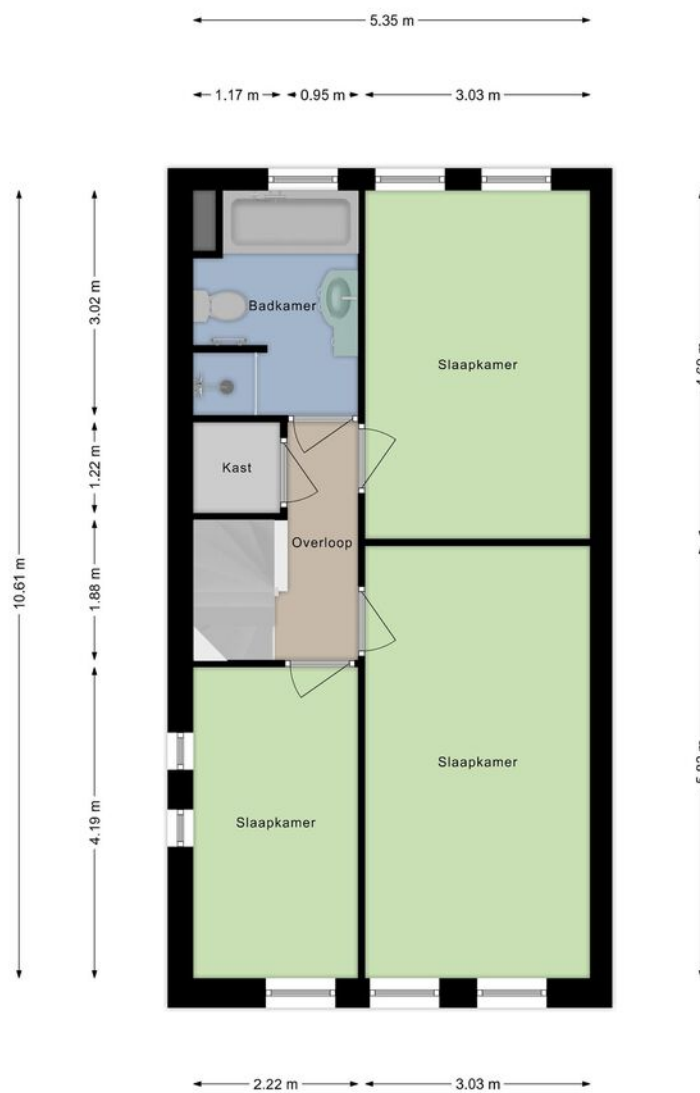 5.35 m
1.17 m
0.95 m
3.03 m
Badkamer
Slaapkamer
Kast
Overloop
Slaapkamer
Slaapkamer
10.61 m
3.02 m
1.22 m
1.88 m
4.19 m
2.22 m
3.03 m